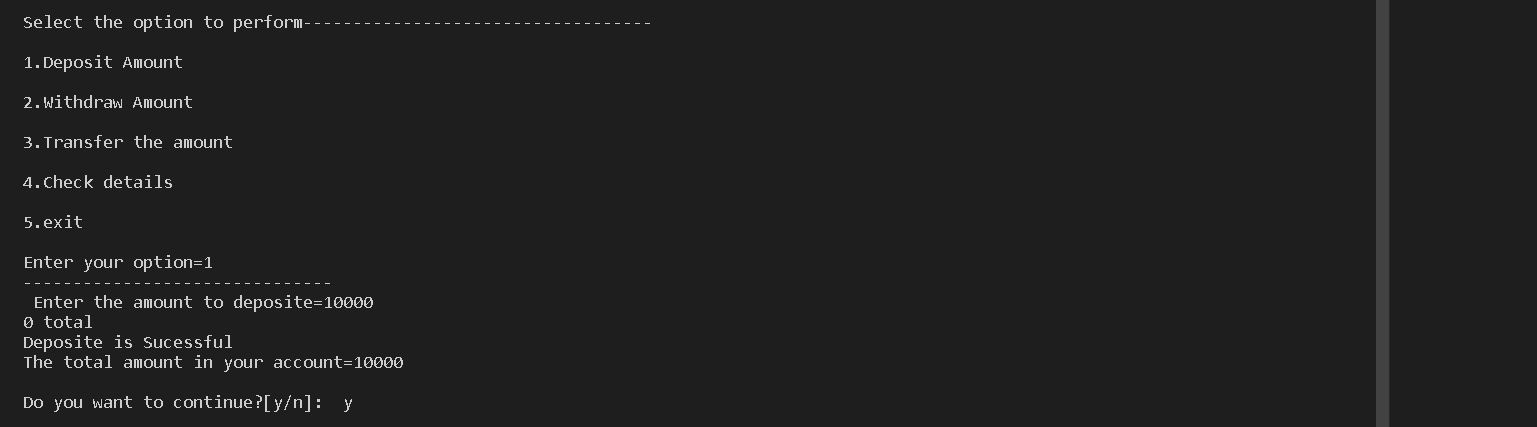 Select the option to perform-----------------------------------
1.Deposit Amount
2.Withdraw Amount
3.Transfer the amount
4.Check details
5.exit
Enter your option=1
-------------------------------
Enter the amount to deposite=10000
0 total
Deposite is Sucessful
The total amount in your account=10000
Do you want to continue?[y/n]:  y